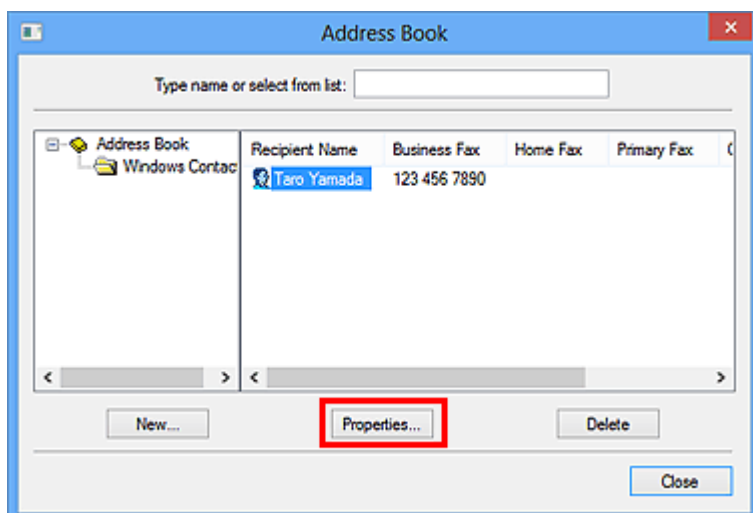 Address Book
Type name or select from list:
Address Book
Windows Contac
Recipient Name Business Fax Home Fax Primary Fax
Taro Yamada 123 456 7890
New... Properties... Delete
Close